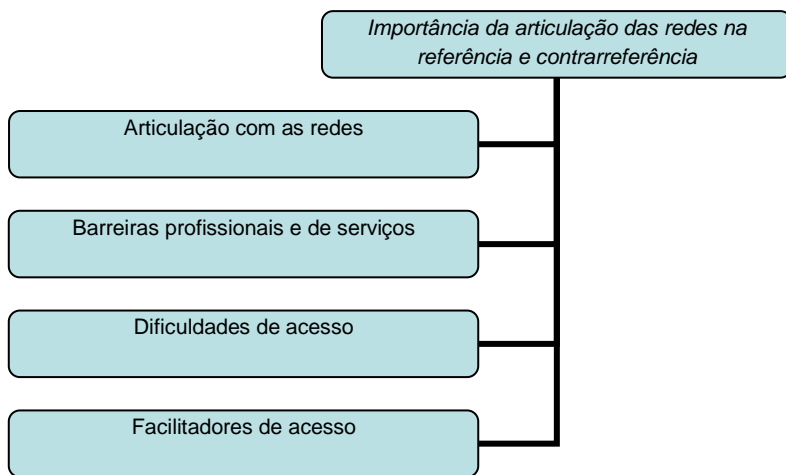 Importância da articulação das redes na
referência e contrarreferência
Articulação com as redes
Barreiras profissionais e de serviços
Dificuldades de acesso
Facilitadores de acesso